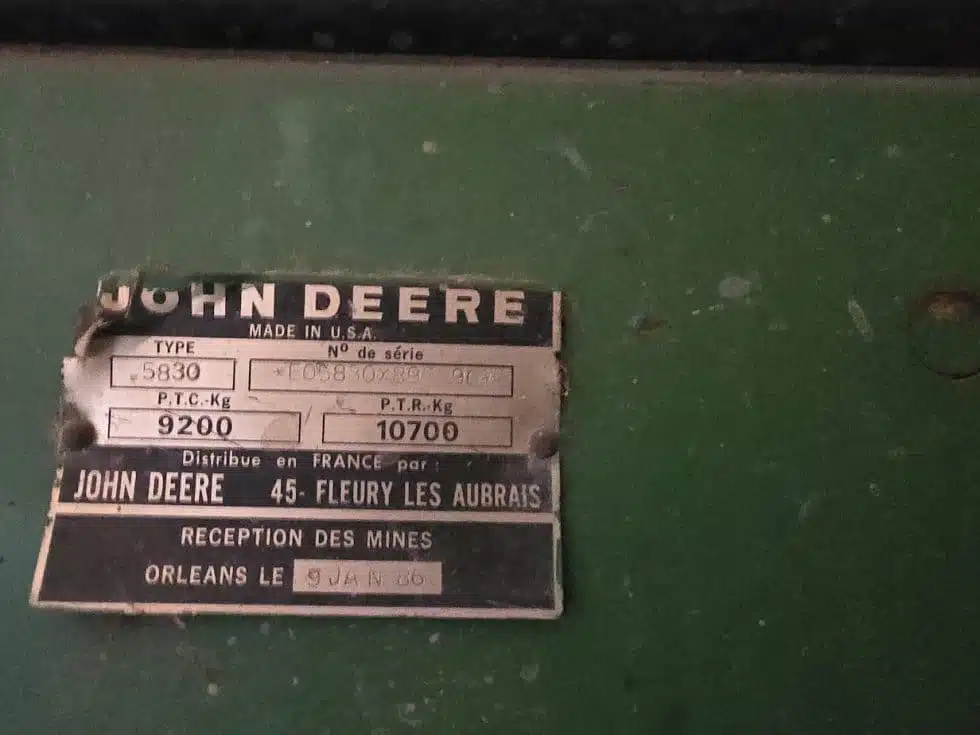 JOHN DEERE
MADE IN U.S.A.
TYPE Nº de série
5830
P.T.C.-Kg P.T.R.-Kg
9200 10700
Distribue en FRANCE par :
JOHN DEERE 45- FLEURY LES AUBRAIS
RECEPTION DES MINES
ORLEANS LE 9 JAN 86